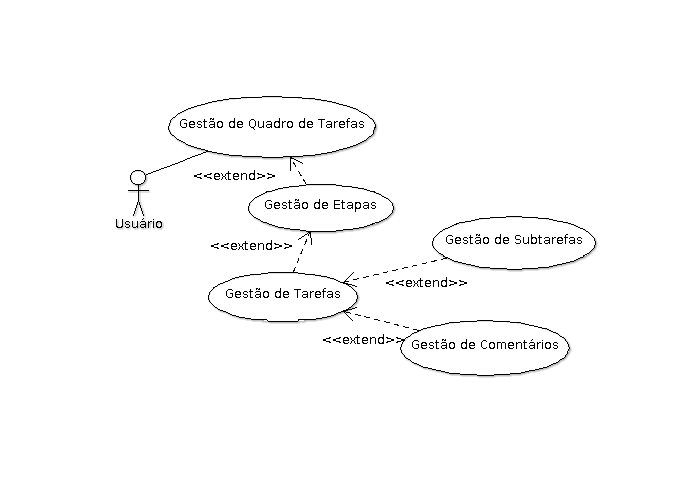 Gestão de Quadro de Tarefas
<<extend>>
Gestão de Etapas
Usuário
<<extend>>
Gestão de Subtarefas
Gestão de Tarefas
<<extend>>
<<extend>>
Gestão de Comentários